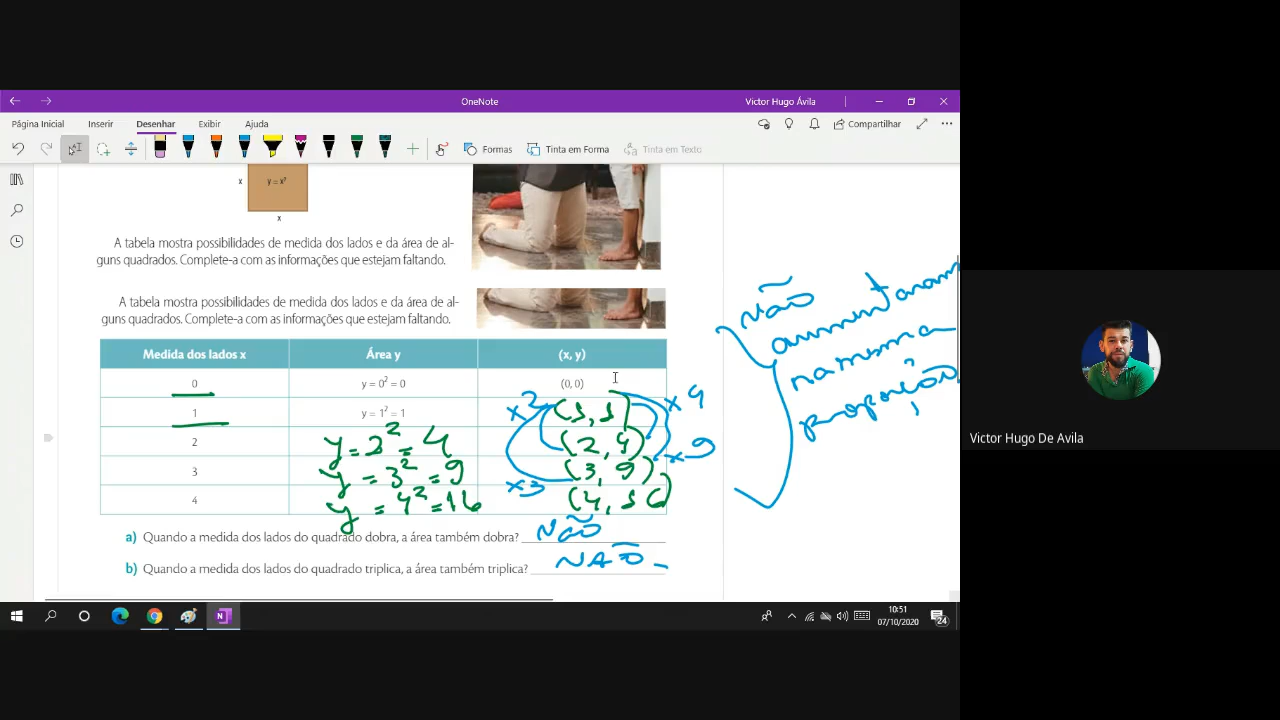 OneNote
Victor Hugo Ávila
Página Inicial Inserir Desenhar Exibir Ajuda
Compartilhar
Formas Tinta em Forma Tinta em Texto
x y = x²
x
A tabela mostra possibilidades de medida dos lados e da área de al-
guns quadrados. Complete-a com as informações que estejam faltando.
A tabela mostra possibilidades de medida dos lados e da área de al-
guns quadrados. Complete-a com as informações que estejam faltando.
Medida dos lados x Área y (x, y)
0 y = 0² = 0 (0, 0)
1 y = 1² = 1 (1, 1)
2 y = 2² = 4 (2, 4)
3 y = 3² = 9 (3, 9)
4 y = 4² = 16 (4, 16)
x2 x4
x3 x9
Não
aumentaram
na mesma
proporção
a) Quando a medida dos lados do quadrado dobra, a área também dobra? Não
b) Quando a medida dos lados do quadrado triplica, a área também triplica? NÃO
Victor Hugo De Avila
10:51
07/10/2020
24